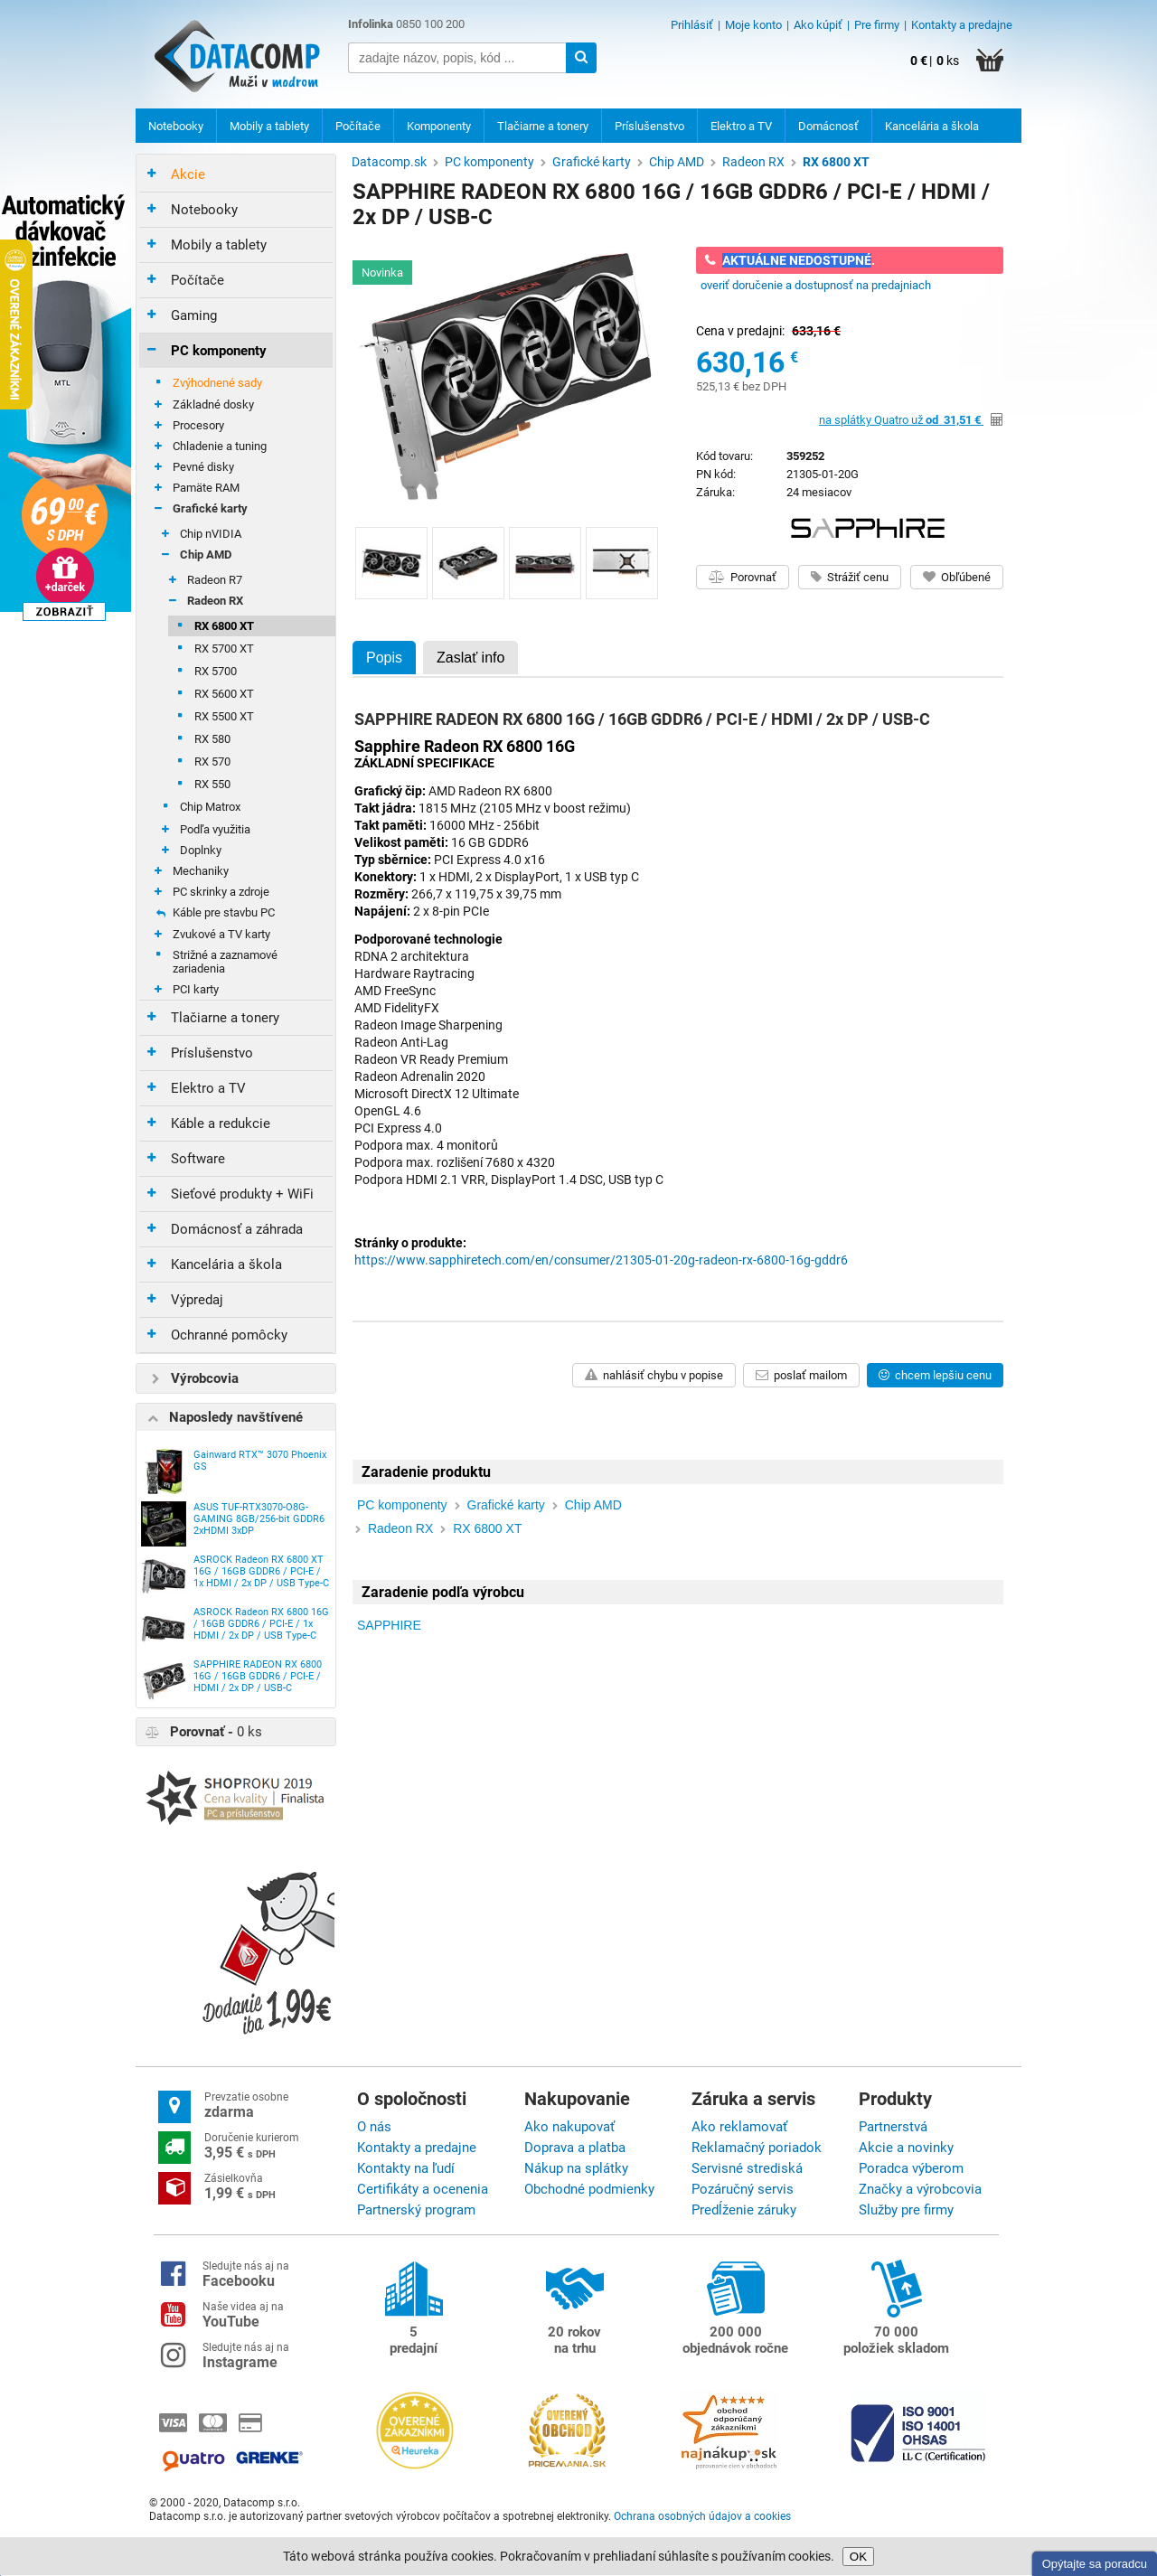 DATACOMP
Muži v modrom
Infolinka 0850 100 200
zadajte názov, popis, kód ...
Prihlásiť | Moje konto | Ako kúpiť | Pre firmy | Kontakty a predajne
0 € | 0 ks
Notebooky
Mobily a tablety
Počítače
Komponenty
Tlačiarne a tonery
Príslušenstvo
Elektro a TV
Domácnosť
Kancelária a škola
Automatický
dávkovač
zinfekcie
OVERENÉ ZÁKAZNÍKMI
MTL
69 00 €
S DPH
+darček
ZOBRAZIŤ
Akcie
Notebooky
Mobily a tablety
Počítače
Gaming
PC komponenty
Zvýhodnené sady
Základné dosky
Procesory
Chladenie a tuning
Pevné disky
Pamäte RAM
Grafické karty
Chip nVIDIA
Chip AMD
Radeon R7
Radeon RX
RX 6800 XT
RX 5700 XT
RX 5700
RX 5600 XT
RX 5500 XT
RX 580
RX 570
RX 550
Chip Matrox
Podľa využitia
Doplnky
Mechaniky
PC skrinky a zdroje
Káble pre stavbu PC
Zvukové a TV karty
Strižné a zaznamové
zariadenia
PCI karty
Tlačiarne a tonery
Príslušenstvo
Elektro a TV
Káble a redukcie
Software
Sieťové produkty + WiFi
Domácnosť a záhrada
Kancelária a škola
Výpredaj
Ochranné pomôcky
Výrobcovia
Naposledy navštívené
Gainward RTX™ 3070 Phoenix
GS
ASUS TUF-RTX3070-O8G-
GAMING 8GB/256-bit GDDR6
2xHDMI 3xDP
ASROCK Radeon RX 6800 XT
16G / 16GB GDDR6 / PCI-E /
1x HDMI / 2x DP / USB Type-C
ASROCK Radeon RX 6800 16G
/ 16GB GDDR6 / PCI-E / 1x
HDMI / 2x DP / USB Type-C
SAPPHIRE RADEON RX 6800
16G / 16GB GDDR6 / PCI-E /
HDMI / 2x DP / USB-C
Porovnať - 0 ks
SHOPROKU 2019
Cena kvality | Finalista
PC a príslušenstvo
Dodanie
iba 1,99€
Datacomp.sk > PC komponenty > Grafické karty > Chip AMD > Radeon RX > RX 6800 XT
SAPPHIRE RADEON RX 6800 16G / 16GB GDDR6 / PCI-E / HDMI /
2x DP / USB-C
Novinka
RADEON
AKTUÁLNE NEDOSTUPNÉ.
overiť doručenie a dostupnosť na predajniach
Cena v predajni: 633,16 €
630,16 €
525,13 € bez DPH
na splátky Quatro už od 31,51 €
Kód tovaru: 359252
PN kód: 21305-01-20G
Záruka: 24 mesiacov
SAPPHIRE
Porovnať
Strážiť cenu
Obľúbené
Popis
Zaslať info
SAPPHIRE RADEON RX 6800 16G / 16GB GDDR6 / PCI-E / HDMI / 2x DP / USB-C
Sapphire Radeon RX 6800 16G
ZÁKLADNÍ SPECIFIKACE
Grafický čip: AMD Radeon RX 6800
Takt jádra: 1815 MHz (2105 MHz v boost režimu)
Takt paměti: 16000 MHz - 256bit
Velikost paměti: 16 GB GDDR6
Typ sběrnice: PCI Express 4.0 x16
Konektory: 1 x HDMI, 2 x DisplayPort, 1 x USB typ C
Rozměry: 266,7 x 119,75 x 39,75 mm
Napájení: 2 x 8-pin PCIe
Podporované technologie
RDNA 2 architektura
Hardware Raytracing
AMD FreeSync
AMD FidelityFX
Radeon Image Sharpening
Radeon Anti-Lag
Radeon VR Ready Premium
Radeon Adrenalin 2020
Microsoft DirectX 12 Ultimate
OpenGL 4.6
PCI Express 4.0
Podpora max. 4 monitorů
Podpora max. rozlišení 7680 x 4320
Podpora HDMI 2.1 VRR, DisplayPort 1.4 DSC, USB typ C
Stránky o produkte:
https://www.sapphiretech.com/en/consumer/21305-01-20g-radeon-rx-6800-16g-gddr6
nahlásiť chybu v popise
poslať mailom
chcem lepšiu cenu
Zaradenie produktu
PC komponenty > Grafické karty > Chip AMD
> Radeon RX > RX 6800 XT
Zaradenie podľa výrobcu
SAPPHIRE
Prevzatie osobne
zdarma
Doručenie kurierom
3,95 € s DPH
Zásielkovňa
1,99 € s DPH
O spoločnosti
O nás
Kontakty a predajne
Kontakty na ľudí
Certifikáty a ocenenia
Partnerský program
Nakupovanie
Ako nakupovať
Doprava a platba
Nákup na splátky
Obchodné podmienky
Záruka a servis
Ako reklamovať
Reklamačný poriadok
Servisné strediská
Pozáručný servis
Predĺženie záruky
Produkty
Partnerstvá
Akcie a novinky
Poradca výberom
Značky a výrobcovia
Služby pre firmy
Sledujte nás aj na
Facebooku
Naše videa aj na
YouTube
Sledujte nás aj na
Instagrame
5
predajní
20 rokov
na trhu
200 000
objednávok ročne
70 000
položiek skladom
VISA
MasterCard
Quatro
GRENKE
OVERENÉ
ZÁKAZNÍKMI
Heureka
OVERENÝ
OBCHOD
PRICEMANIA.SK
obchod
odporúčaný
zákazníkmi
najnákup.sk
porovnanie cien v obchodoch
ISO 9001
ISO 14001
OHSAS
LL-C (Certification)
© 2000 - 2020, Datacomp s.r.o.
Datacomp s.r.o. je autorizovaný partner svetových výrobcov počítačov a spotrebnej elektroniky. Ochrana osobných údajov a cookies
Táto webová stránka používa cookies. Pokračovaním v prehliadaní súhlasíte s používaním cookies. OK
Opýtajte sa poradcu